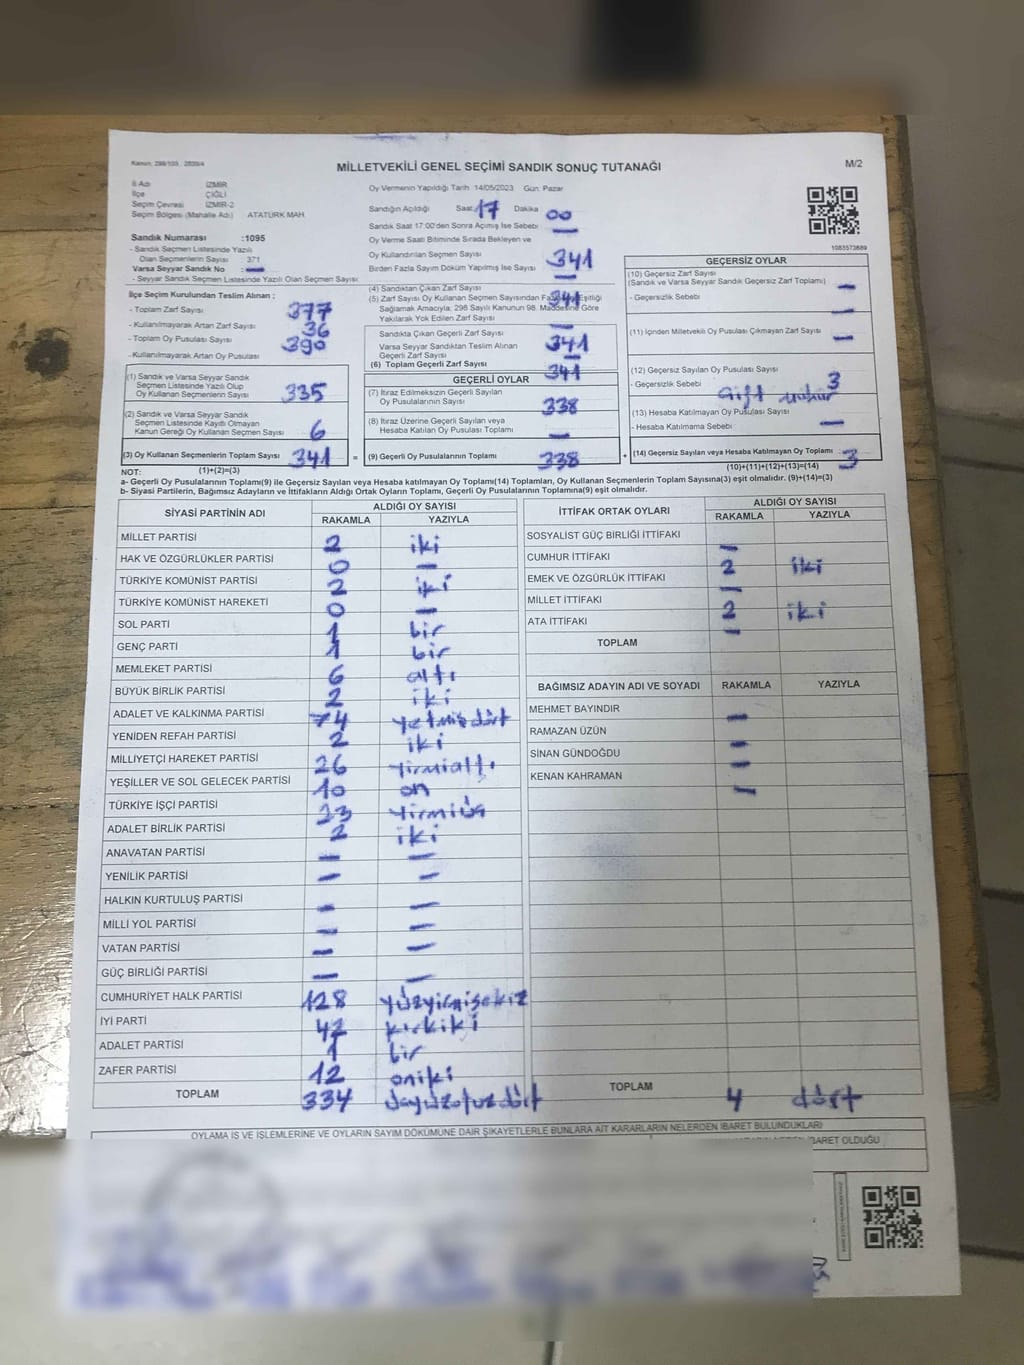 Kanun: 298/105 : 2839/4
MİLLETVEKİLİ GENEL SEÇİMİ SANDIK SONUÇ TUTANAĞI
M/2
İl Adı İZMİR
İlçe ÇİĞLİ
Seçim Çevresi İZMİR-2
Seçim Bölgesi (Mahalle Adı) ATATÜRK MAH.
Oy Vermenin Yapıldığı Tarih 14/05/2023 Gün: Pazar
Sandığın Açıldığı Saat 17 Dakika 00
Sandık Saat 17:00'den Sonra Açımış İse Sebebi —
Oy Verme Saati Bitiminde Sırada Bekleyen ve
Oy Kullandırılan Seçmen Sayısı 341
Birden Fazla Sayım Döküm Yapılmış İse Sayısı —
1083573889
Sandık Numarası :1095
- Sandık Seçmen Listesinde Yazılı
Olan Seçmenlerin Sayısı : 371
Varsa Seyyar Sandık No : —
- Seyyar Sandık Seçmen Listesinde Yazılı Olan Seçmen Sayısı
İlçe Seçim Kurulundan Teslim Alınan :
- Toplam Zarf Sayısı 377
- Kullanılmayarak Artan Zarf Sayısı 36
- Toplam Oy Pusulası 390
- Kullanılmayarak Artan Oy Pusulası
(1) Sandık ve Varsa Seyyar Sandık
Seçmen Listesinde Yazılı Olup
Oy Kullanan Seçmenlerin Sayısı 335
(2) Sandık ve Varsa Seyyar Sandık
Seçmen Listesinde Kaydı Olmayan
Kanun Gereği Oy Kullanan Seçmen Sayısı 6
(3) Oy Kullanan Seçmenlerin Toplam Sayısı 341 =
(4) Sandıktan Çıkan Zarf Sayısı 341
(5) Zarf Sayısı Oy Kullanan Seçmen Sayısından Eşitliği
Sağlamak Amacıyla, 298 Sayılı Kanunun 98. Maddesine Göre
Yakılarak Yok Edilen Zarf Sayısı —
Sandıkta Çıkan Geçerli Zarf Sayısı 341
Varsa Seyyar Sandıktan Teslim Alınan
Geçerli Zarf Sayısı —
(6) Toplam Geçerli Zarf Sayısı 341
GEÇERLİ OYLAR
(7) İtiraz Edilmeksizin Geçerli Sayılan
Oy Pusulalarının Sayısı 338
(8) İtiraz Üzerine Geçerli Sayılan veya
Hesaba Katılan Oy Pusulası Toplamı —
(9) Geçerli Oy Pusulalarının Toplamı 338 +
GEÇERSİZ OYLAR
(10) Geçersiz Zarf Sayısı
(Sandık ve Varsa Seyyar Sandık Geçersiz Zarf Toplamı) —
- Geçersizlik Sebebi —
(11) İçinden Milletvekili Oy Pusulası Çıkmayan Zarf Sayısı —
(12) Geçersiz Sayılan Oy Pusulası Sayısı 3
- Geçersizlik Sebebi Çift mühür
(13) Hesaba Katılmayan Oy Pusulası Sayısı —
- Hesaba Katılmama Sebebi —
(14) Geçersiz Sayılan veya Hesaba Katılmayan Oy Toplamı 3
NOT: (1)+(2)=(3) (10)+(11)+(12)+(13)=(14)
a- Geçerli Oy Pusulalarının Toplamı(9) ile Geçersiz Sayılan veya Hesaba katılmayan Oy Toplamı(14) Toplamları, Oy Kullanan Seçmenlerin Toplam Sayısına(3) eşit olmalıdır. (9)+(14)=(3)
b- Siyasi Partilerin, Bağımsız Adayların ve İttifakların Aldığı Ortak Oyların Toplamı, Geçerli Oy Pusulalarının Toplamına(9) eşit olmalıdır.
SİYASİ PARTİNİN ADI ALDIĞI OY SAYISI
RAKAMLA YAZIYLA
MİLLET PARTİSİ 2 iki
HAK VE ÖZGÜRLÜKLER PARTİSİ 0 —
TÜRKİYE KOMÜNİST PARTİSİ 2 iki
TÜRKİYE KOMÜNİST HAREKETİ 0 —
SOL PARTİ 1 bir
GENÇ PARTİ 1 bir
MEMLEKET PARTİSİ 6 altı
BÜYÜK BİRLİK PARTİSİ 2 iki
ADALET VE KALKINMA PARTİSİ 74 yetmişdört
YENİDEN REFAH PARTİSİ 2 iki
MİLLİYETÇİ HAREKET PARTİSİ 26 yirmialtı
YEŞİLLER VE SOL GELECEK PARTİSİ 10 on
TÜRKİYE İŞÇİ PARTİSİ 23 yirmiüç
ADALET BİRLİK PARTİSİ 2 iki
ANAVATAN PARTİSİ — —
YENİLİK PARTİSİ — —
HALKIN KURTULUŞ PARTİSİ — —
MİLLİ YOL PARTİSİ — —
VATAN PARTİSİ — —
GÜÇ BİRLİĞİ PARTİSİ — —
CUMHURİYET HALK PARTİSİ 128 yüzyirmisekiz
İYİ PARTİ 42 kırkiki
ADALET PARTİSİ 1 bir
ZAFER PARTİSİ 12 oniki
TOPLAM 334 üçyüzotuzdört
İTTİFAK ORTAK OYLARI ALDIĞI OY SAYISI
RAKAMLA YAZIYLA
SOSYALİST GÜÇ BİRLİĞİ İTTİFAKI —
CUMHUR İTTİFAKI 2 iki
EMEK VE ÖZGÜRLÜK İTTİFAKI —
MİLLET İTTİFAKI 2 iki
ATA İTTİFAKI —
TOPLAM
BAĞIMSIZ ADAYIN ADI VE SOYADI RAKAMLA YAZIYLA
MEHMET BAYINDIR —
RAMAZAN ÜZÜN —
SİNAN GÜNDOĞDU —
KENAN KAHRAMAN —
TOPLAM 4 dört
OYLAMA İŞ VE İŞLEMLERİNE VE OYLARIN SAYIM DÖKÜMÜNE DAİR ŞİKAYETLERLE BUNLARA AİT KARARLARIN NELERDEN İBARET BULUNDUKLARI
İBARET OLDUĞU